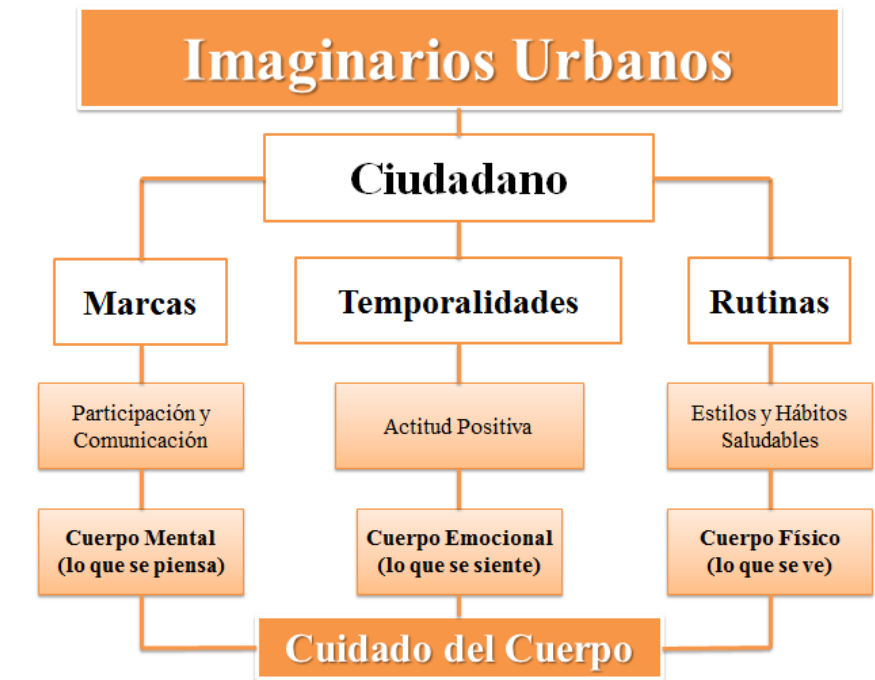 Imaginarios Urbanos
Ciudadano
Marcas
Temporalidades
Rutinas
Participación y
Comunicación
Actitud Positiva
Estilos y Hábitos
Saludables
Cuerpo Mental
(lo que se piensa)
Cuerpo Emocional
(lo que se siente)
Cuerpo Físico
(lo que se ve)
Cuidado del Cuerpo